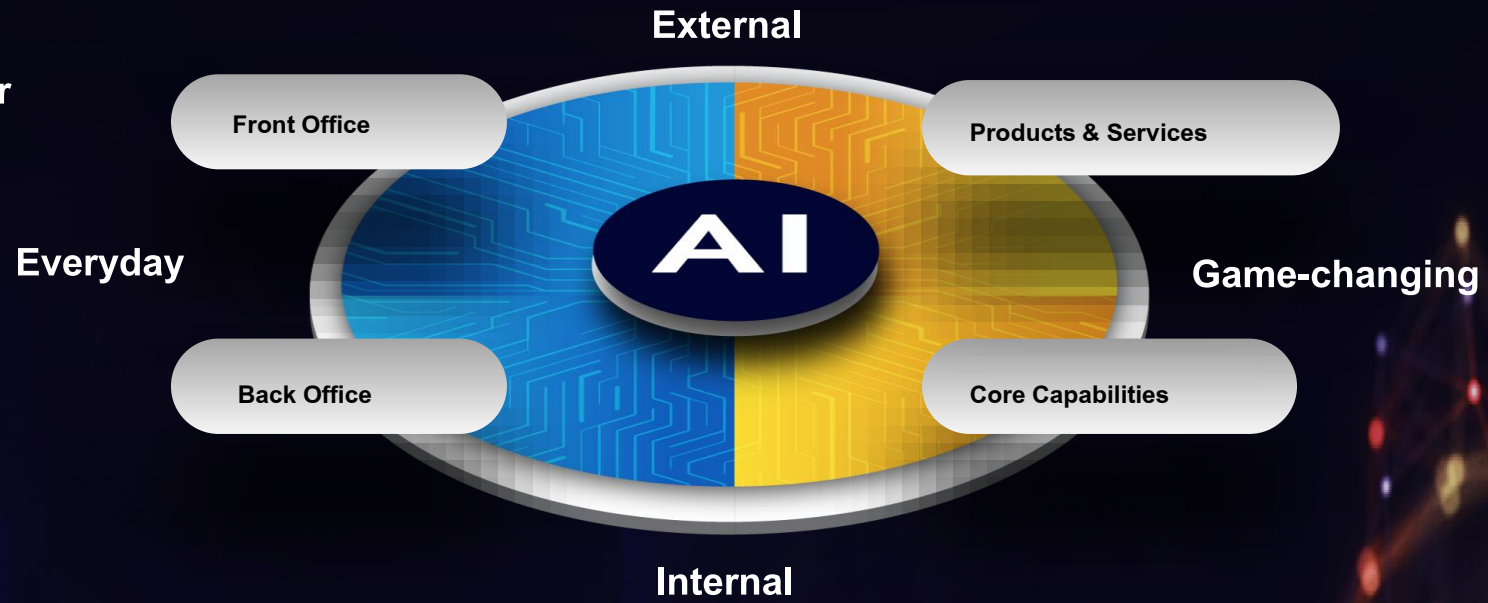 External
r
Front Office
Products & Services
AI
Everyday
Game-changing
Back Office
Core Capabilities
Internal